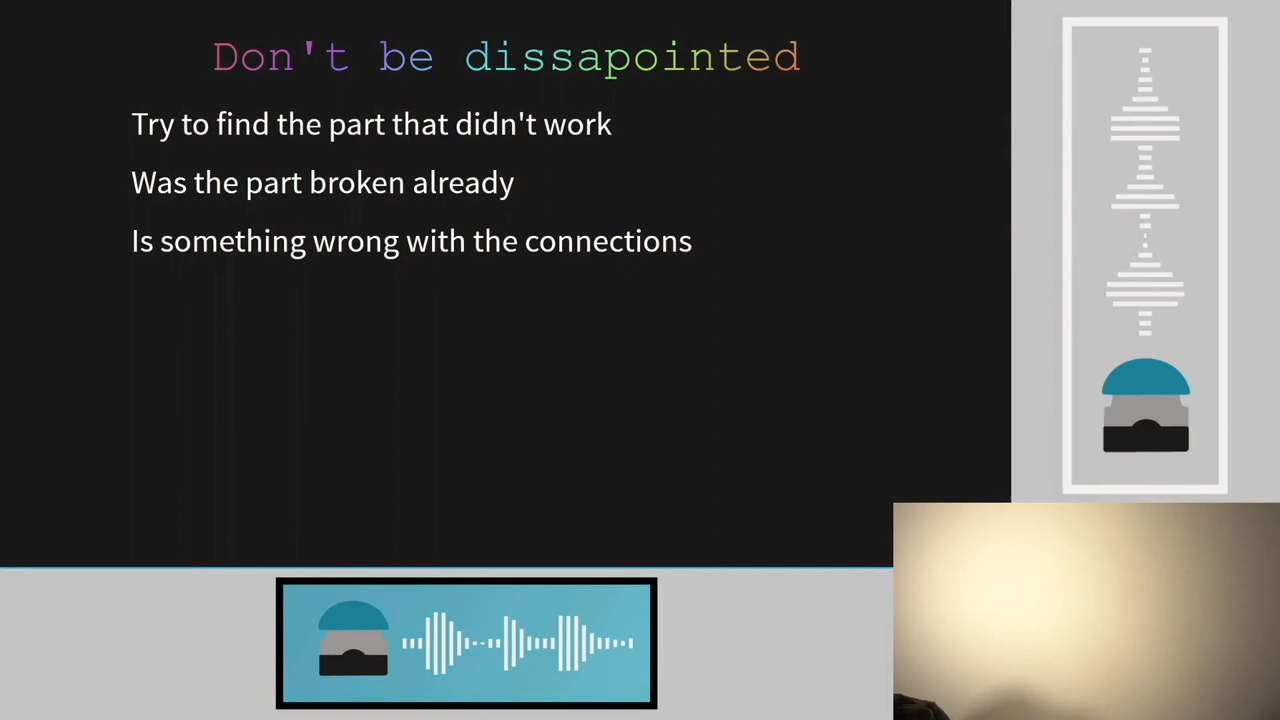 Don't be dissapointed
Try to find the part that didn't work
Was the part broken already
Is something wrong with the connections